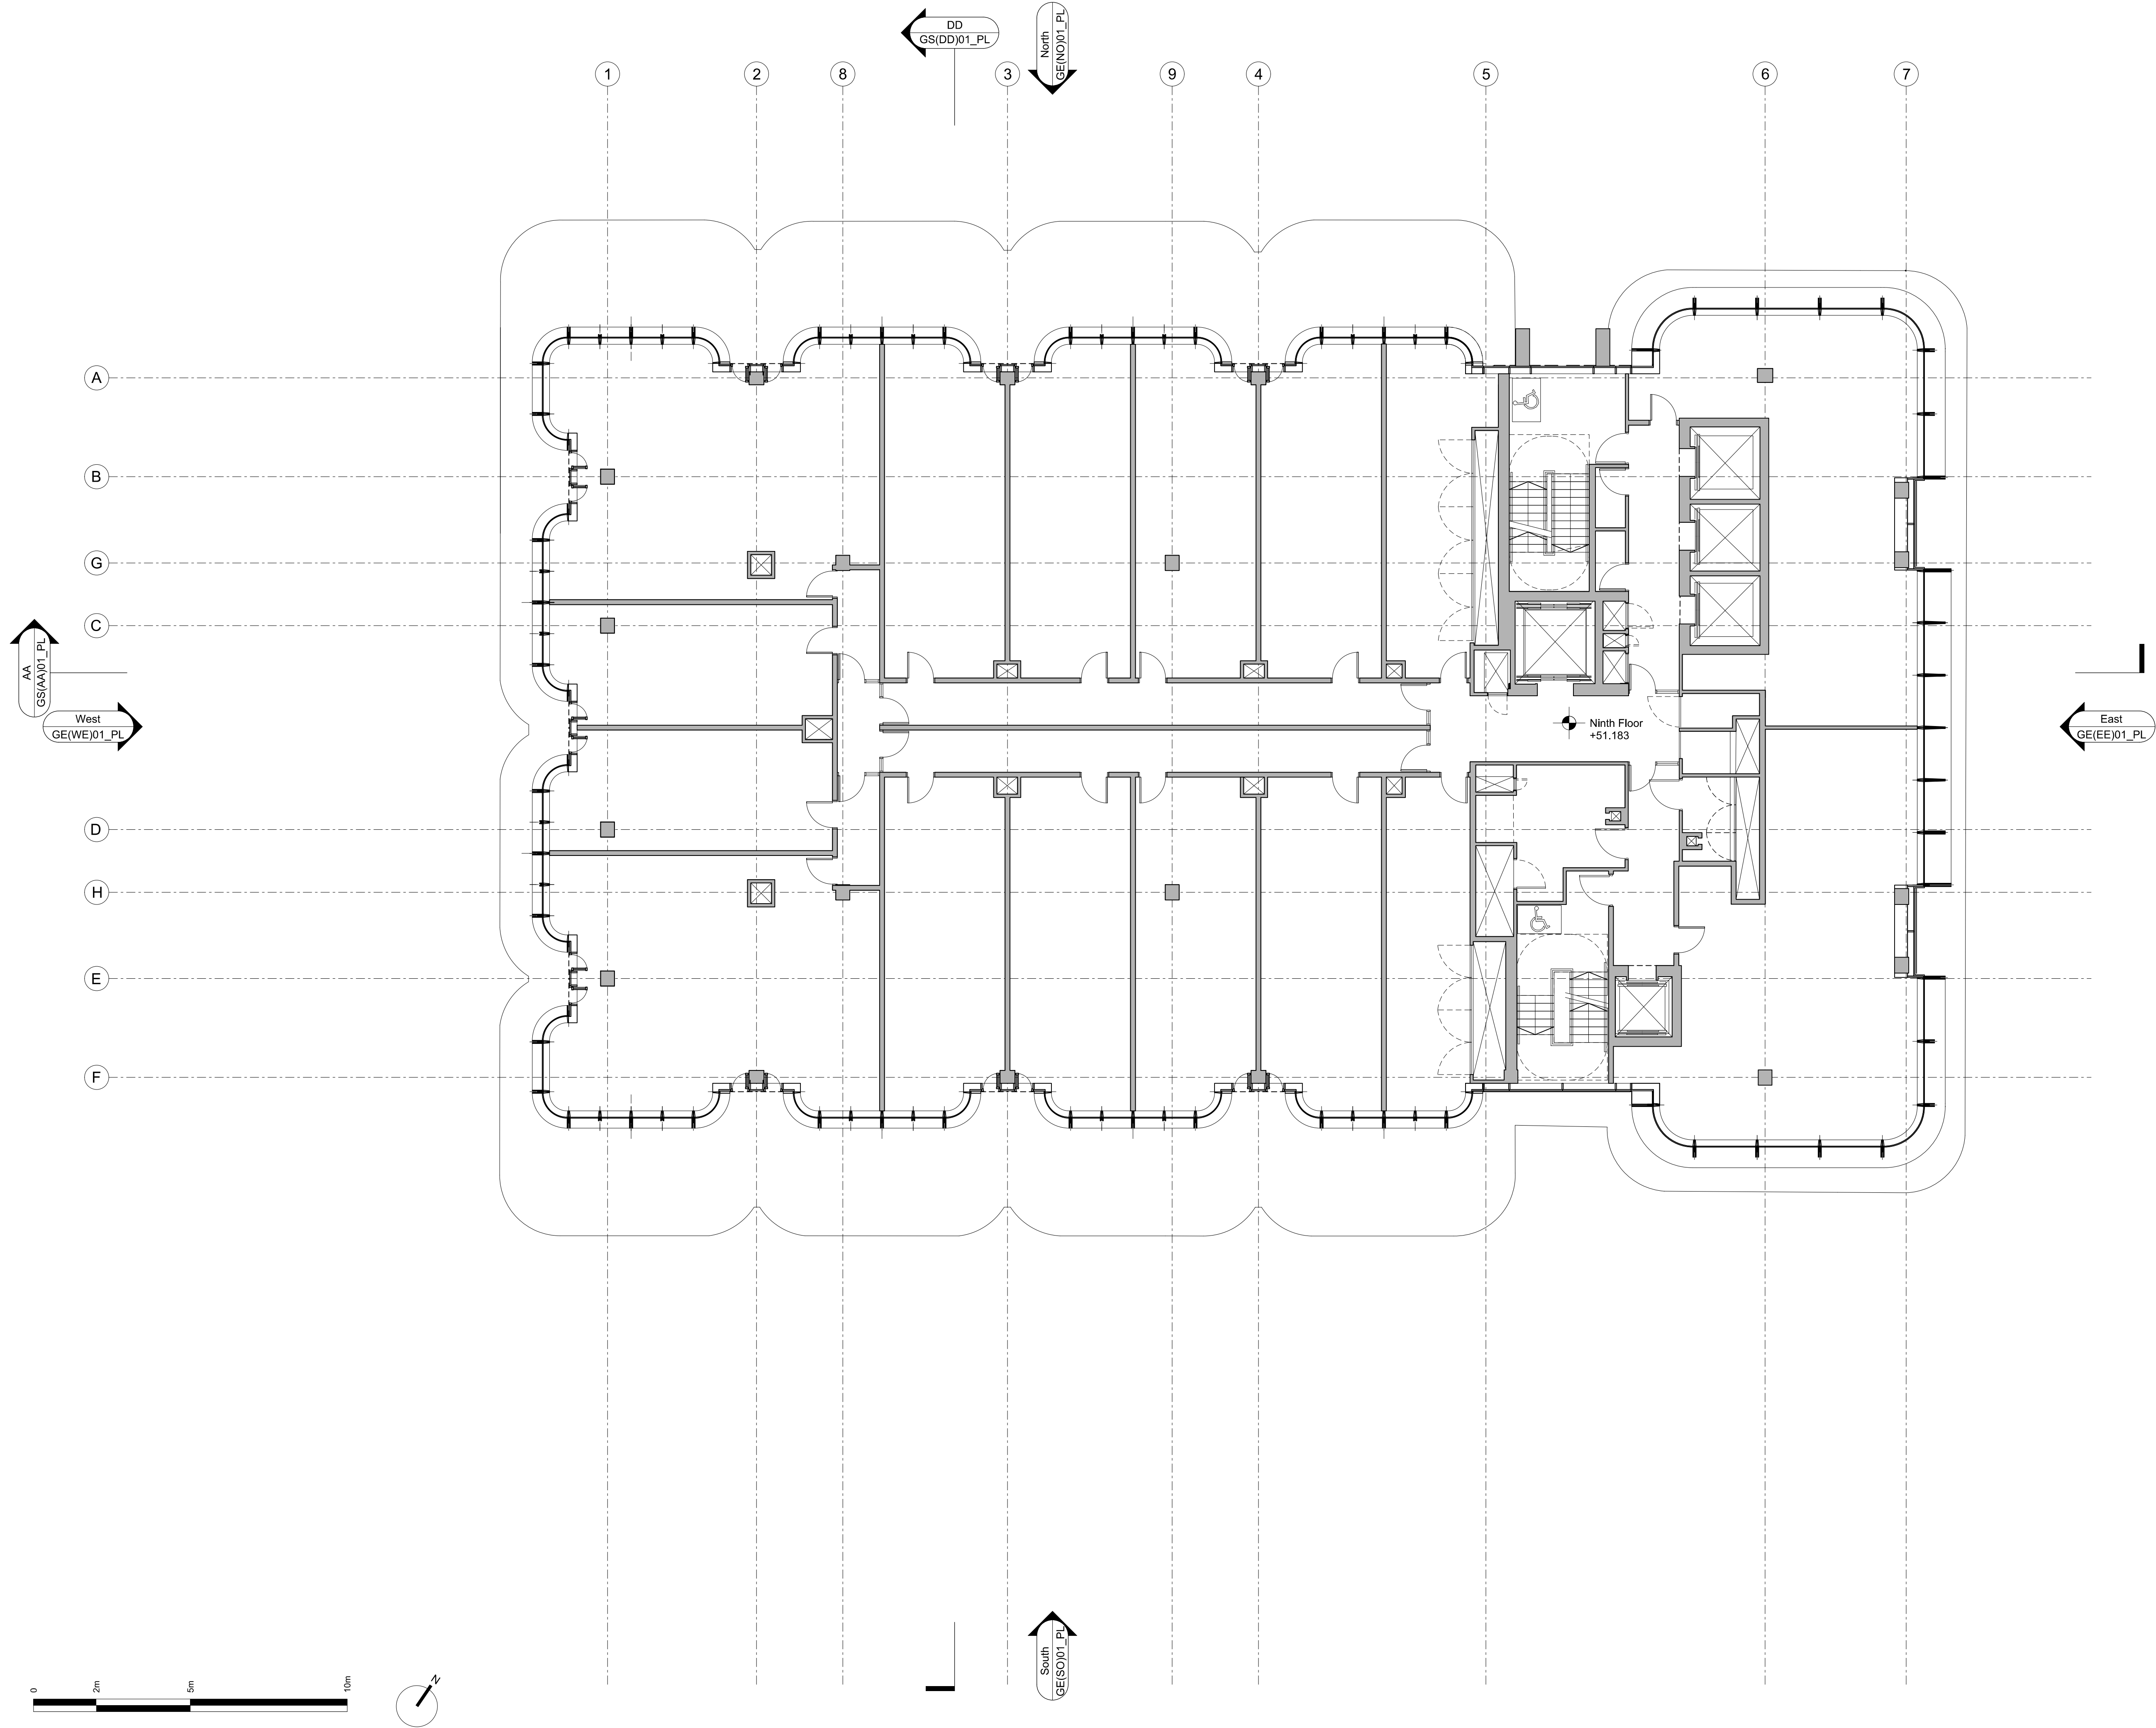 DD
GS(DD)01_PL
North
GE(NO)01_PL
1
2
8
3
9
4
5
6
7
A
B
G
C
AA
GS(AA)01_PL
West
GE(WE)01_PL
Ninth Floor
+51.183
East
GE(EE)01_PL
D
H
E
F
South
GE(SO)01_PL
0
2m
5m
10m
N